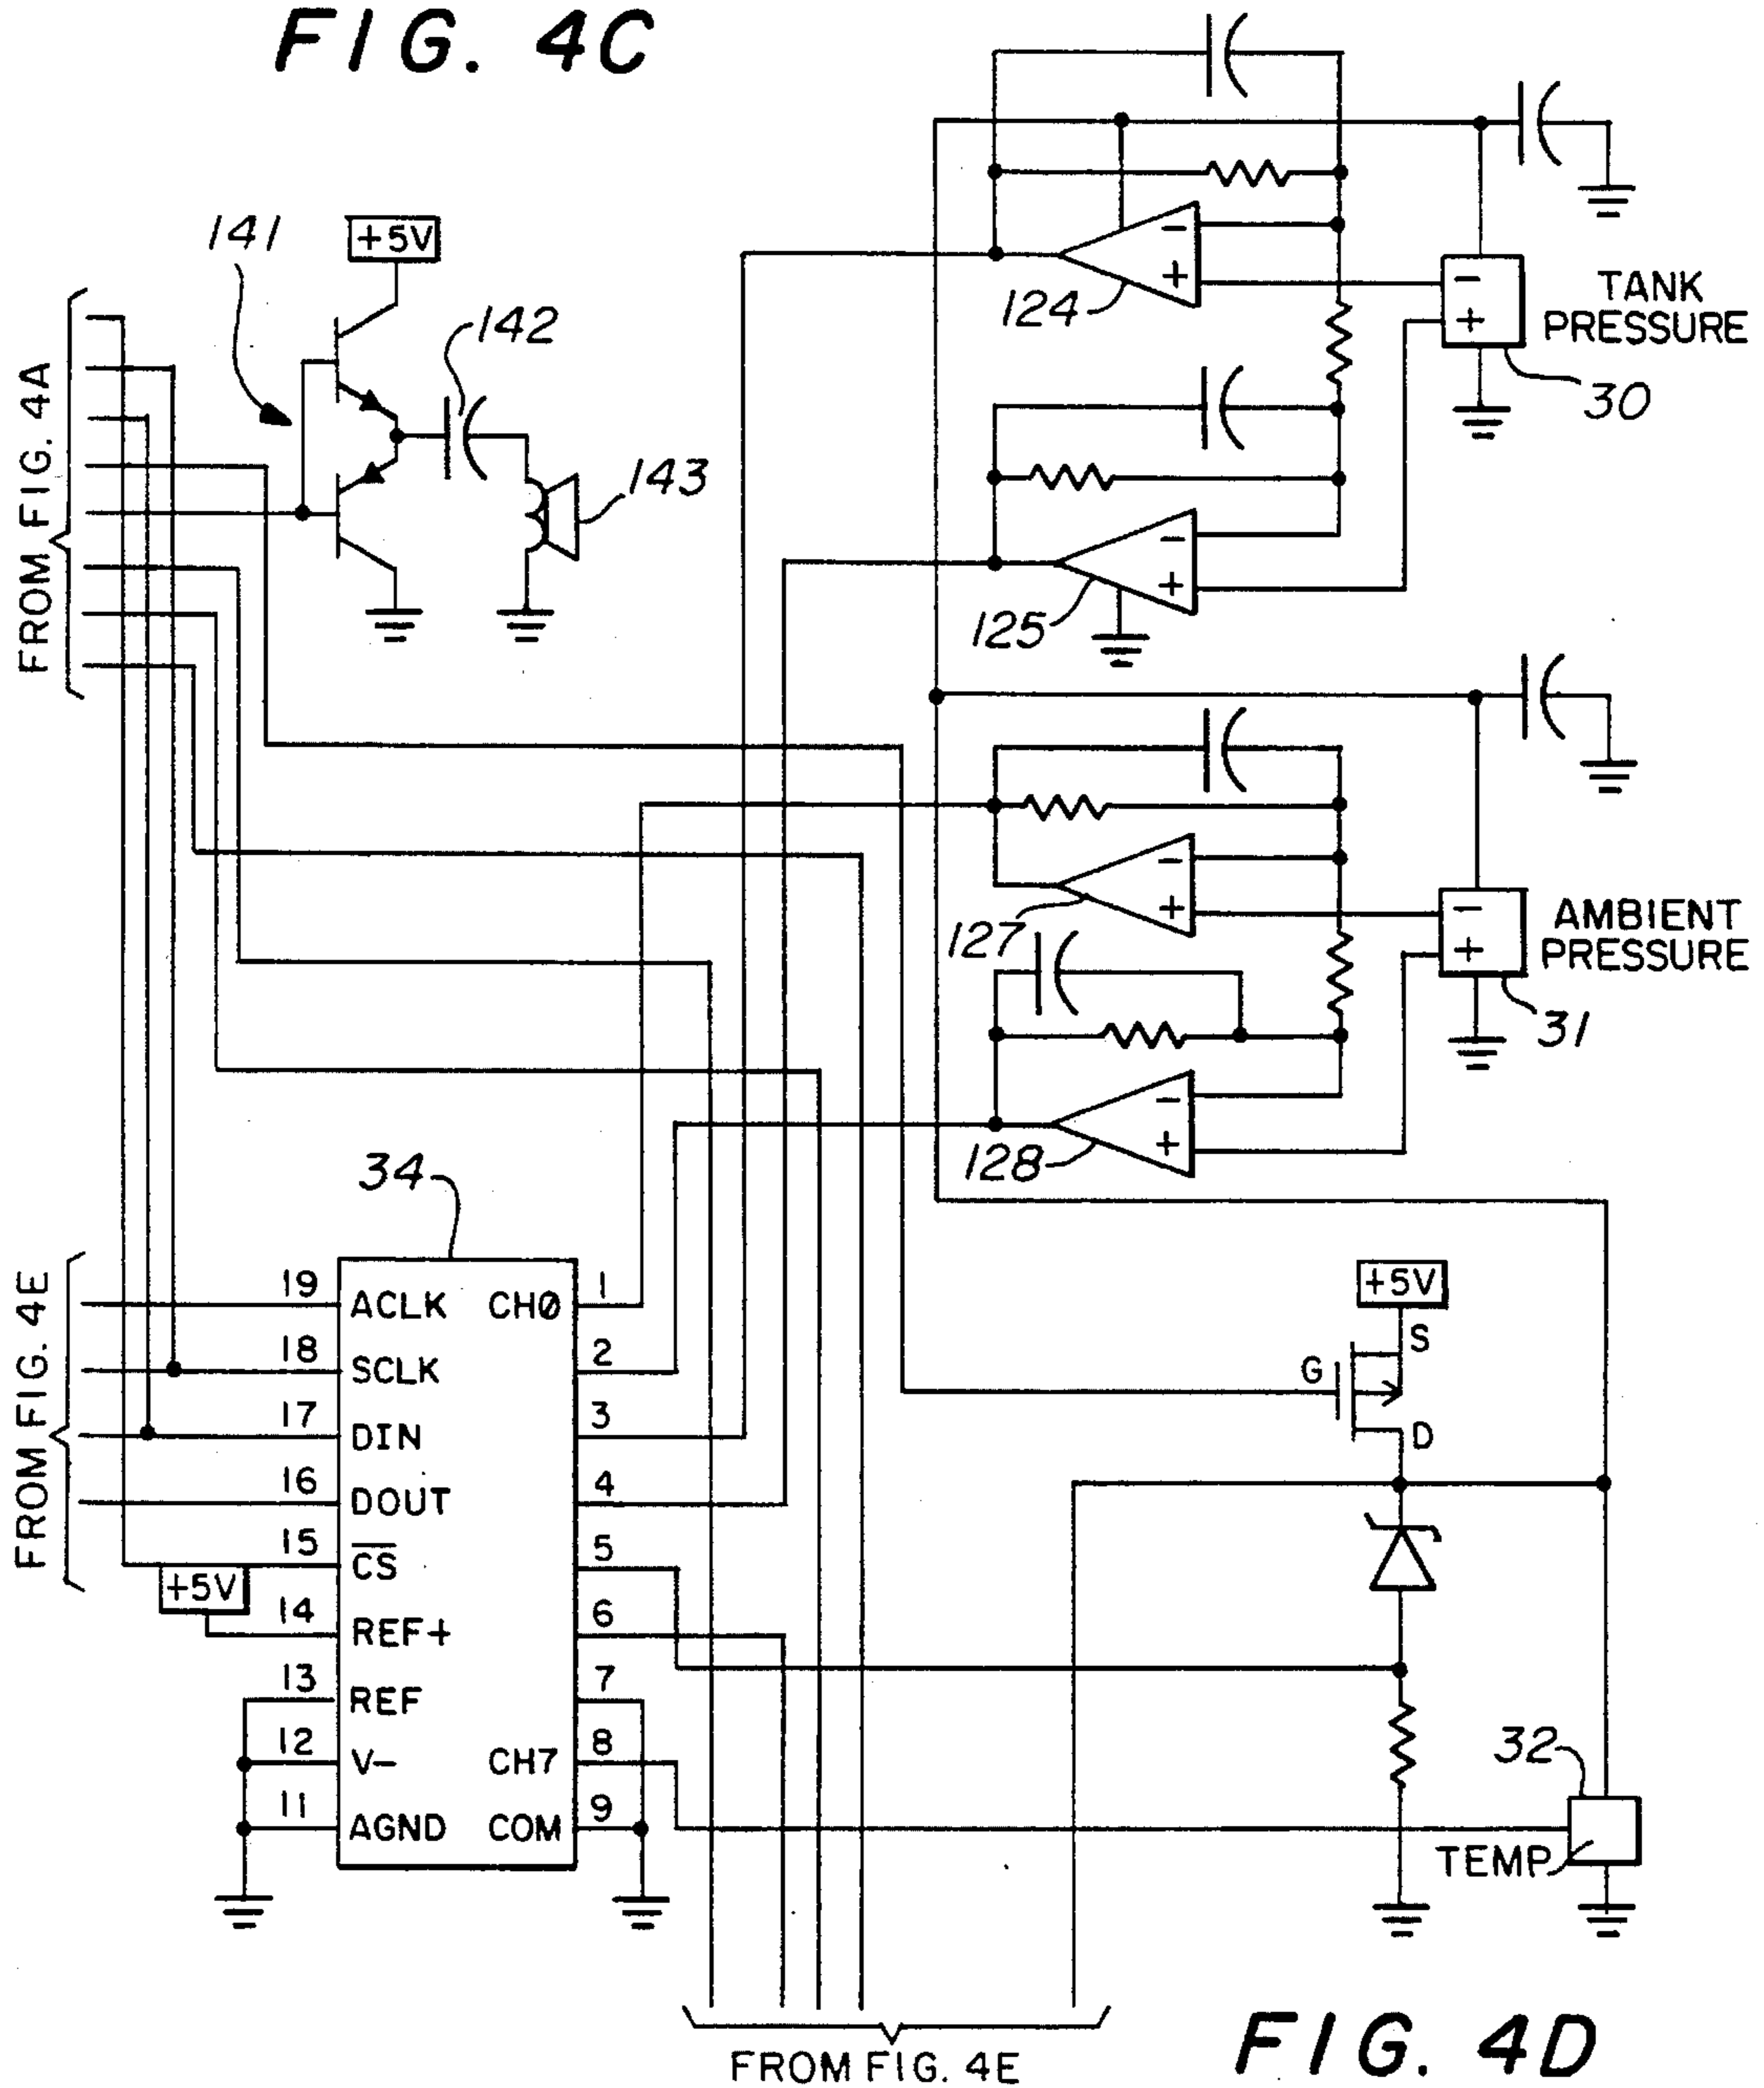 FIG. 4C
141
+5V
142
143
FROM FIG. 4A
124
125
TANK
PRESSURE
30
127
128
AMBIENT
PRESSURE
31
34
FROM FIG. 4E
19 ACLK CHØ 1
18 SCLK 2
17 DIN 3
16 DOUT 4
15 CS 5
+5V
14 REF+ 6
13 REF 7
12 V- CH7 8
11 AGND COM 9
+5V
S
G
D
32
TEMP
FROM FIG. 4E
FIG. 4D
- + - + - + - + - + - +